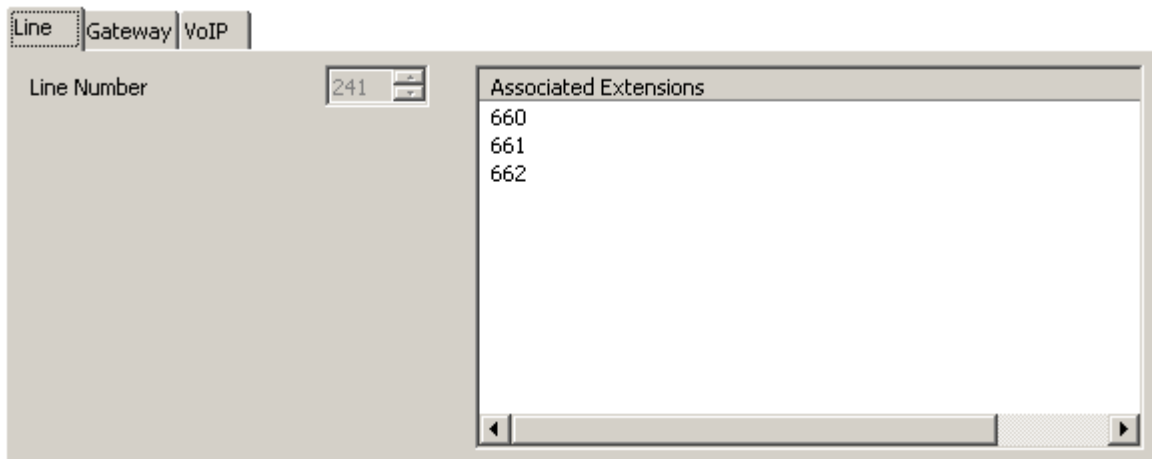 Line Gateway VoIP
Line Number 241
Associated Extensions
660
661
662